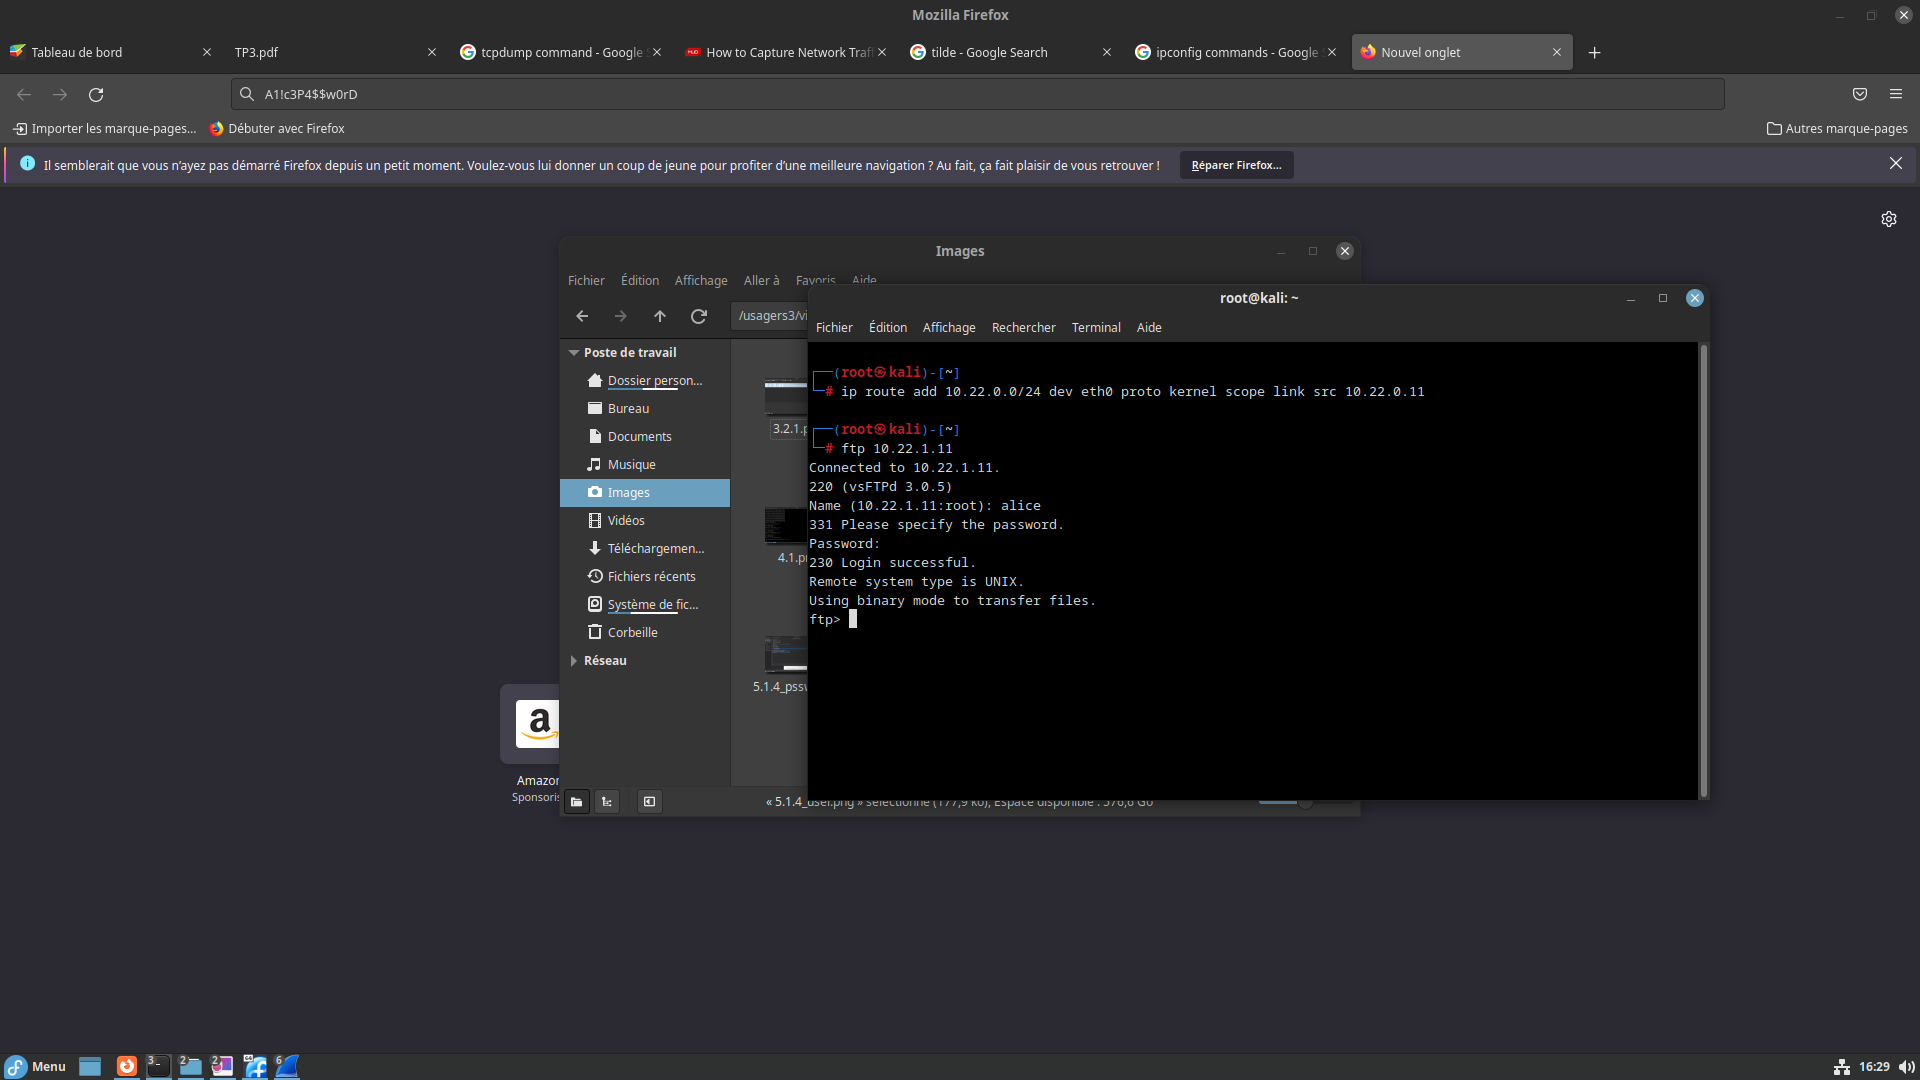 Mozilla Firefox
Tableau de bord
TP3.pdf
tcpdump command - Google S
How to Capture Network Traff
tilde - Google Search
ipconfig commands - Google S
Nouvel onglet
A1!c3P4$$w0rD
Importer les marque-pages...
Débuter avec Firefox
Autres marque-pages
Il semblerait que vous n'ayez pas démarré Firefox depuis un petit moment. Voulez-vous lui donner un coup de jeune pour profiter d'une meilleure navigation ? Au fait, ça fait plaisir de vous retrouver !
Réparer Firefox...
Images
Fichier Édition Affichage Aller à Favoris Aide
/usagers3/vi
Poste de travail
Dossier person...
Bureau
Documents
Musique
Images
Vidéos
Téléchargemen...
Fichiers récents
Système de fic...
Corbeille
Réseau
3.2.1.p
4.1.pr
5.1.4_pssv
« 5.1.4_user.png » sélectionné (177,9 ko), Espace disponible : 576,6 Go
root@kali: ~
Fichier Édition Affichage Rechercher Terminal Aide
┌──(root㉿kali)-[~]
└─# ip route add 10.22.0.0/24 dev eth0 proto kernel scope link src 10.22.0.11
┌──(root㉿kali)-[~]
└─# ftp 10.22.1.11
Connected to 10.22.1.11.
220 (vsFTPd 3.0.5)
Name (10.22.1.11:root): alice
331 Please specify the password.
Password:
230 Login successful.
Remote system type is UNIX.
Using binary mode to transfer files.
ftp>
a
Amazon
Sponsoris
Menu
3
2
2
64
6
16:29